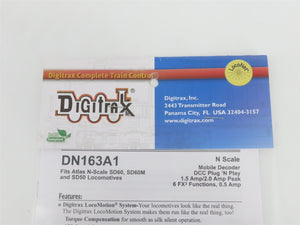 Digitrax Complete Train Control
LocoMotion
Digitrax
Digitrax, Inc.
2443 Transmitter Road
Panama City, FL USA 32404-3157
www.digitrax.com
DN163A1
Fits Atlas N-Scale SD60, SD60M
and SD50 Locomotives
N Scale
Mobile Decoder
DCC Plug 'N Play
1.5 Amp/2.0 Amp Peak
6 FX³ Functions, 0.5 Amp
Features:
Digitrax LocoMotion® System-Your locomotives look like the real thing.
The Digitrax LocoMotion System makes them run like the real thing, too!
Torque Compensation for smooth as silk silent operation.